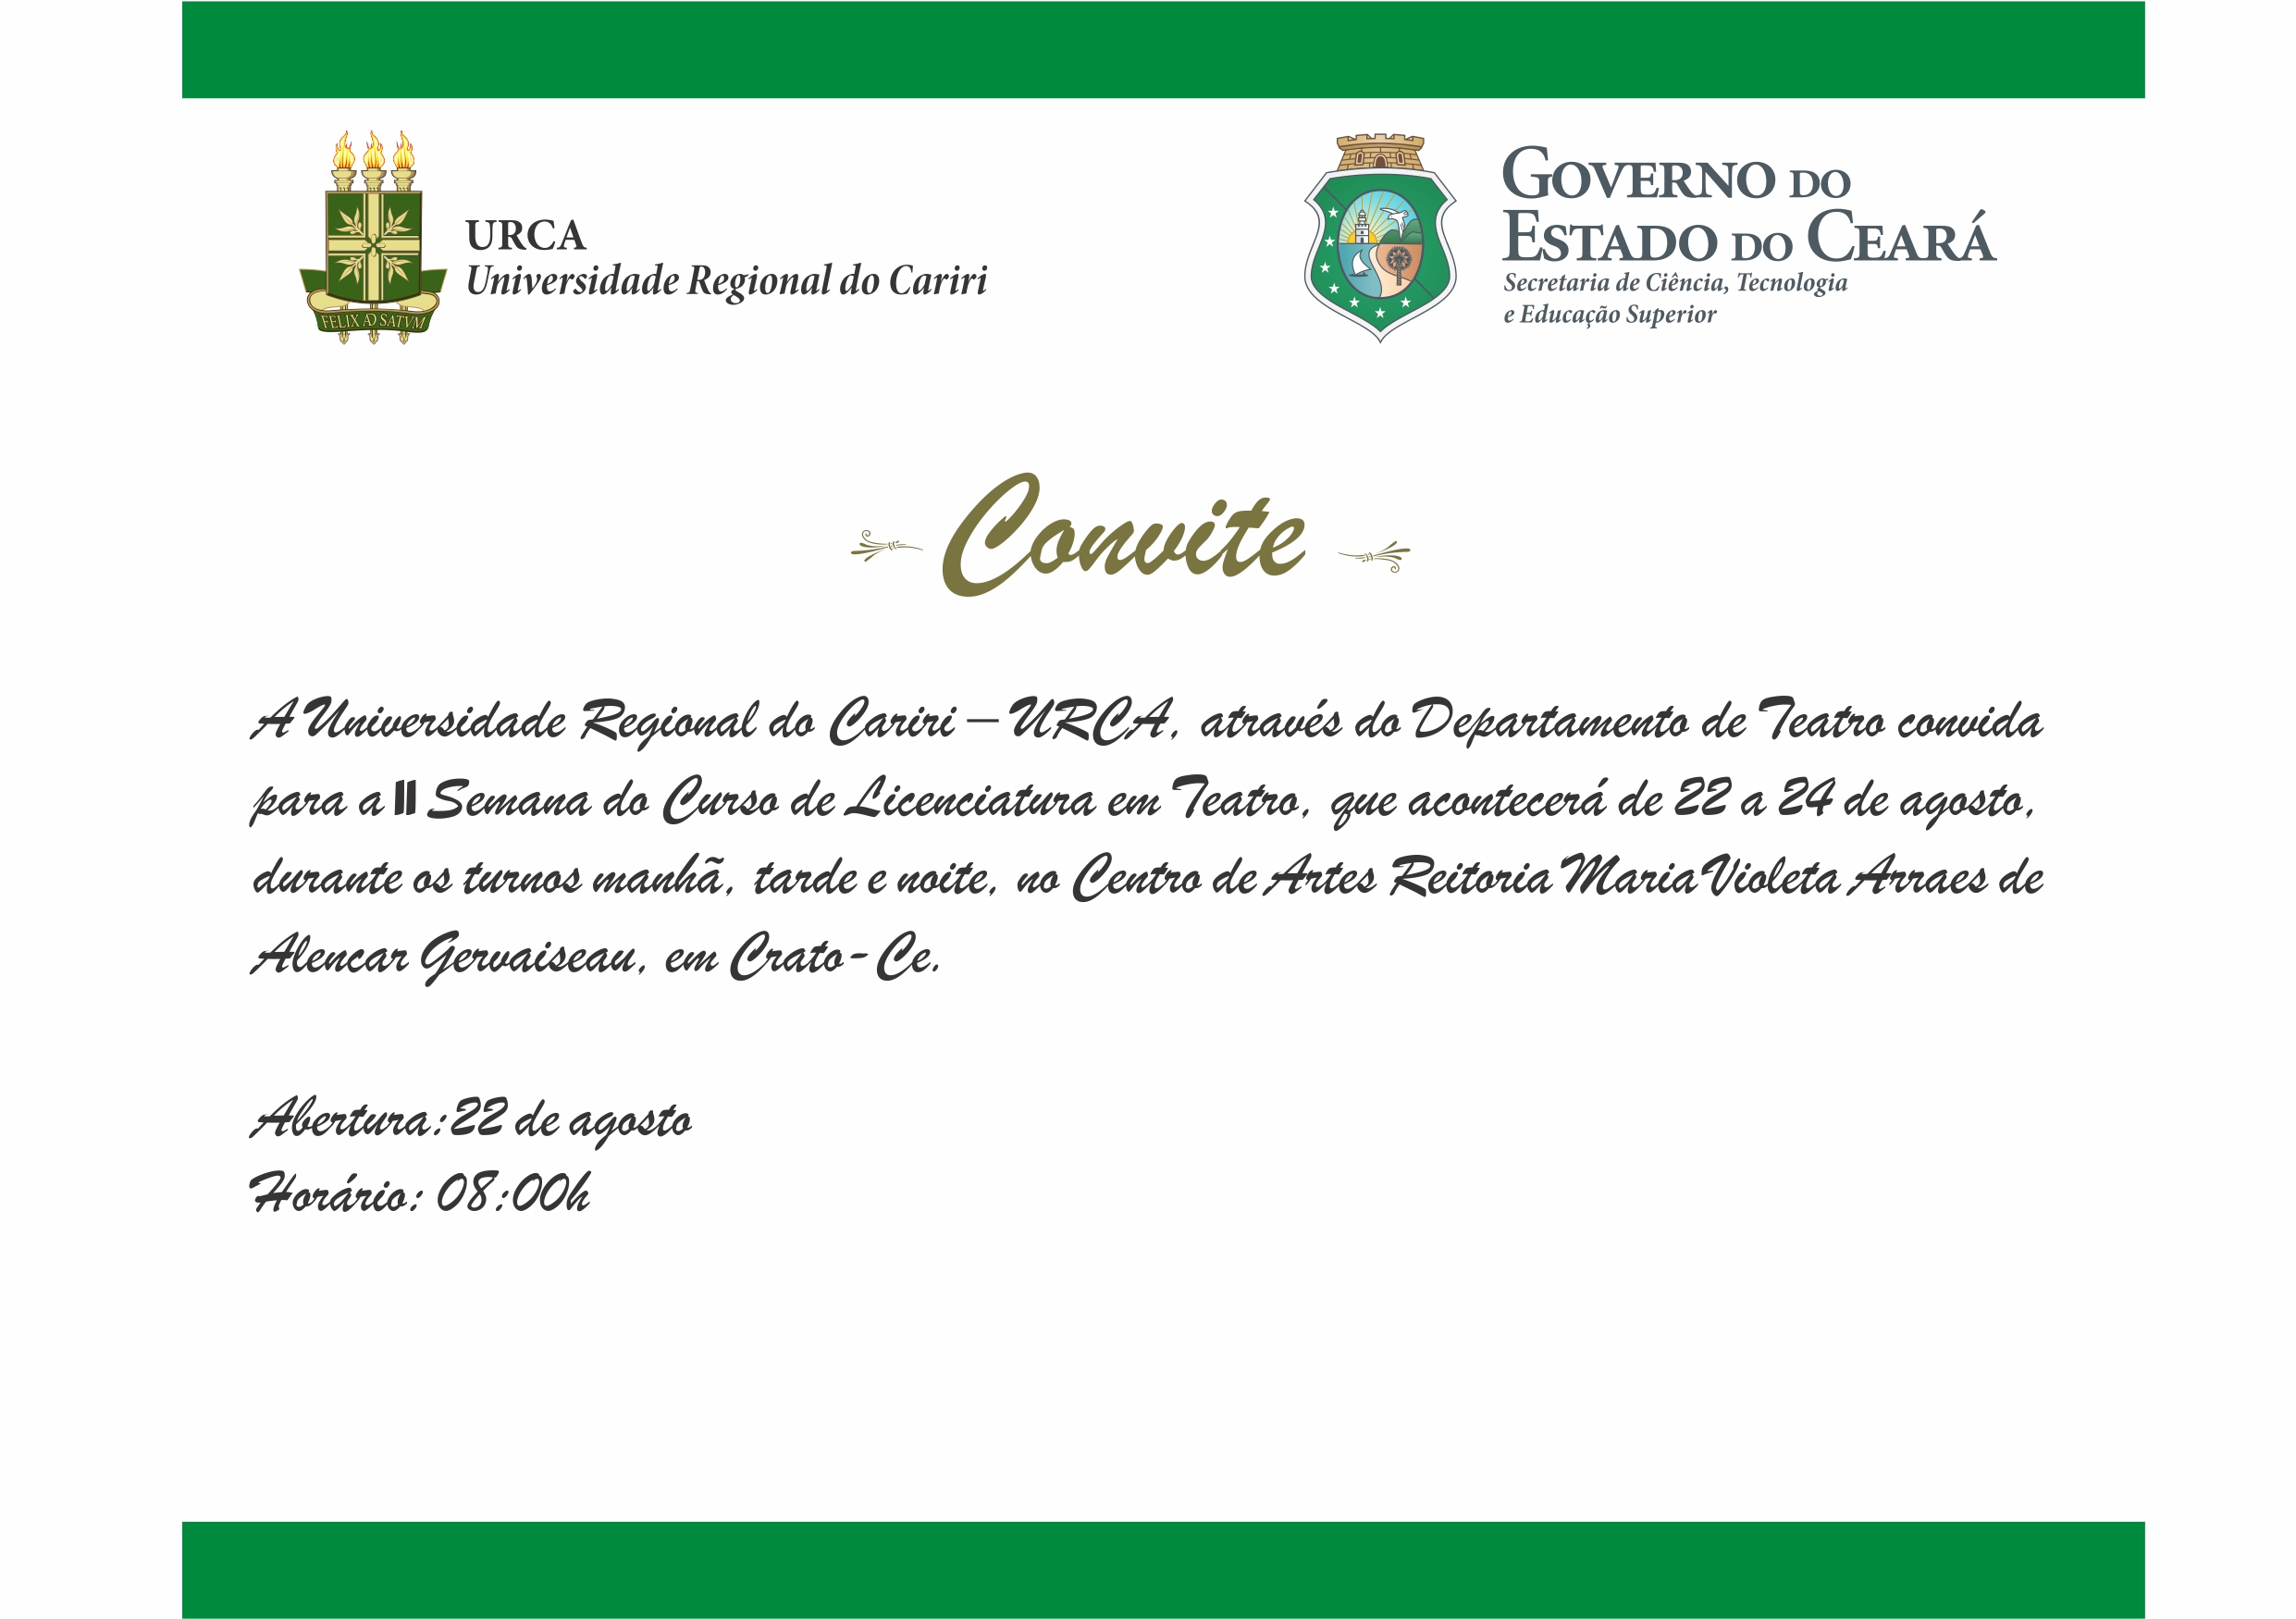 URCA
Universidade Regional do Cariri
FELIX AD SATVM
GOVERNO DO
ESTADO DO CEARÁ
Secretaria de Ciência, Tecnologia
e Educação Superior
Convite
A Universidade Regional do Cariri – URCA, através do Departamento de Teatro convida
para a II Semana do Curso de Licenciatura em Teatro, que acontecerá de 22 a 24 de agosto,
durante os turnos manhã, tarde e noite, no Centro de Artes Reitoria Maria Violeta Arraes de
Alencar Gervaiseau, em Crato-Ce.
Abertura:22 de agosto
Horário: 08:00h